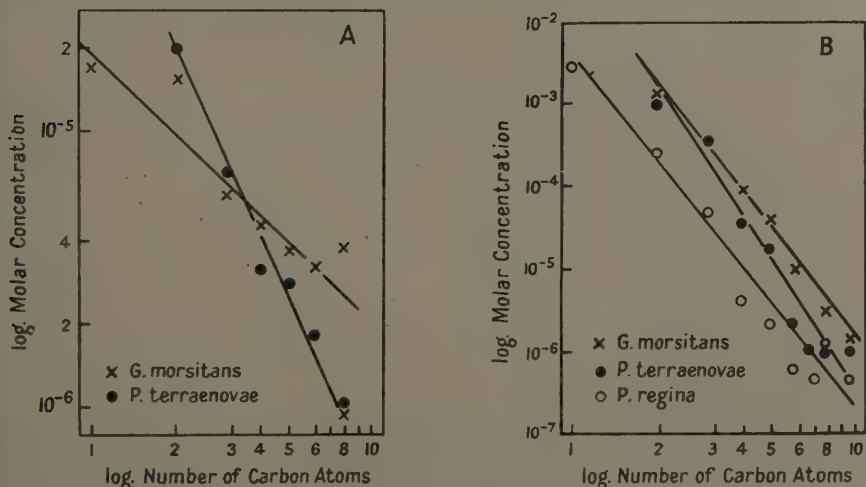 A
2
10⁻⁵
4
2
10⁻⁶
log. Molar Concentration
× G. morsitans
● P. terraenovae
1 2 3 4 5 6 8 10
log. Number of Carbon Atoms
B
10⁻²
10⁻³
10⁻⁴
10⁻⁵
10⁻⁶
10⁻⁷
log. Molar Concentration
× G. morsitans
● P. terraenovae
○ P. regina
1 2 3 4 5 6 8 10
log. Number of Carbon Atoms